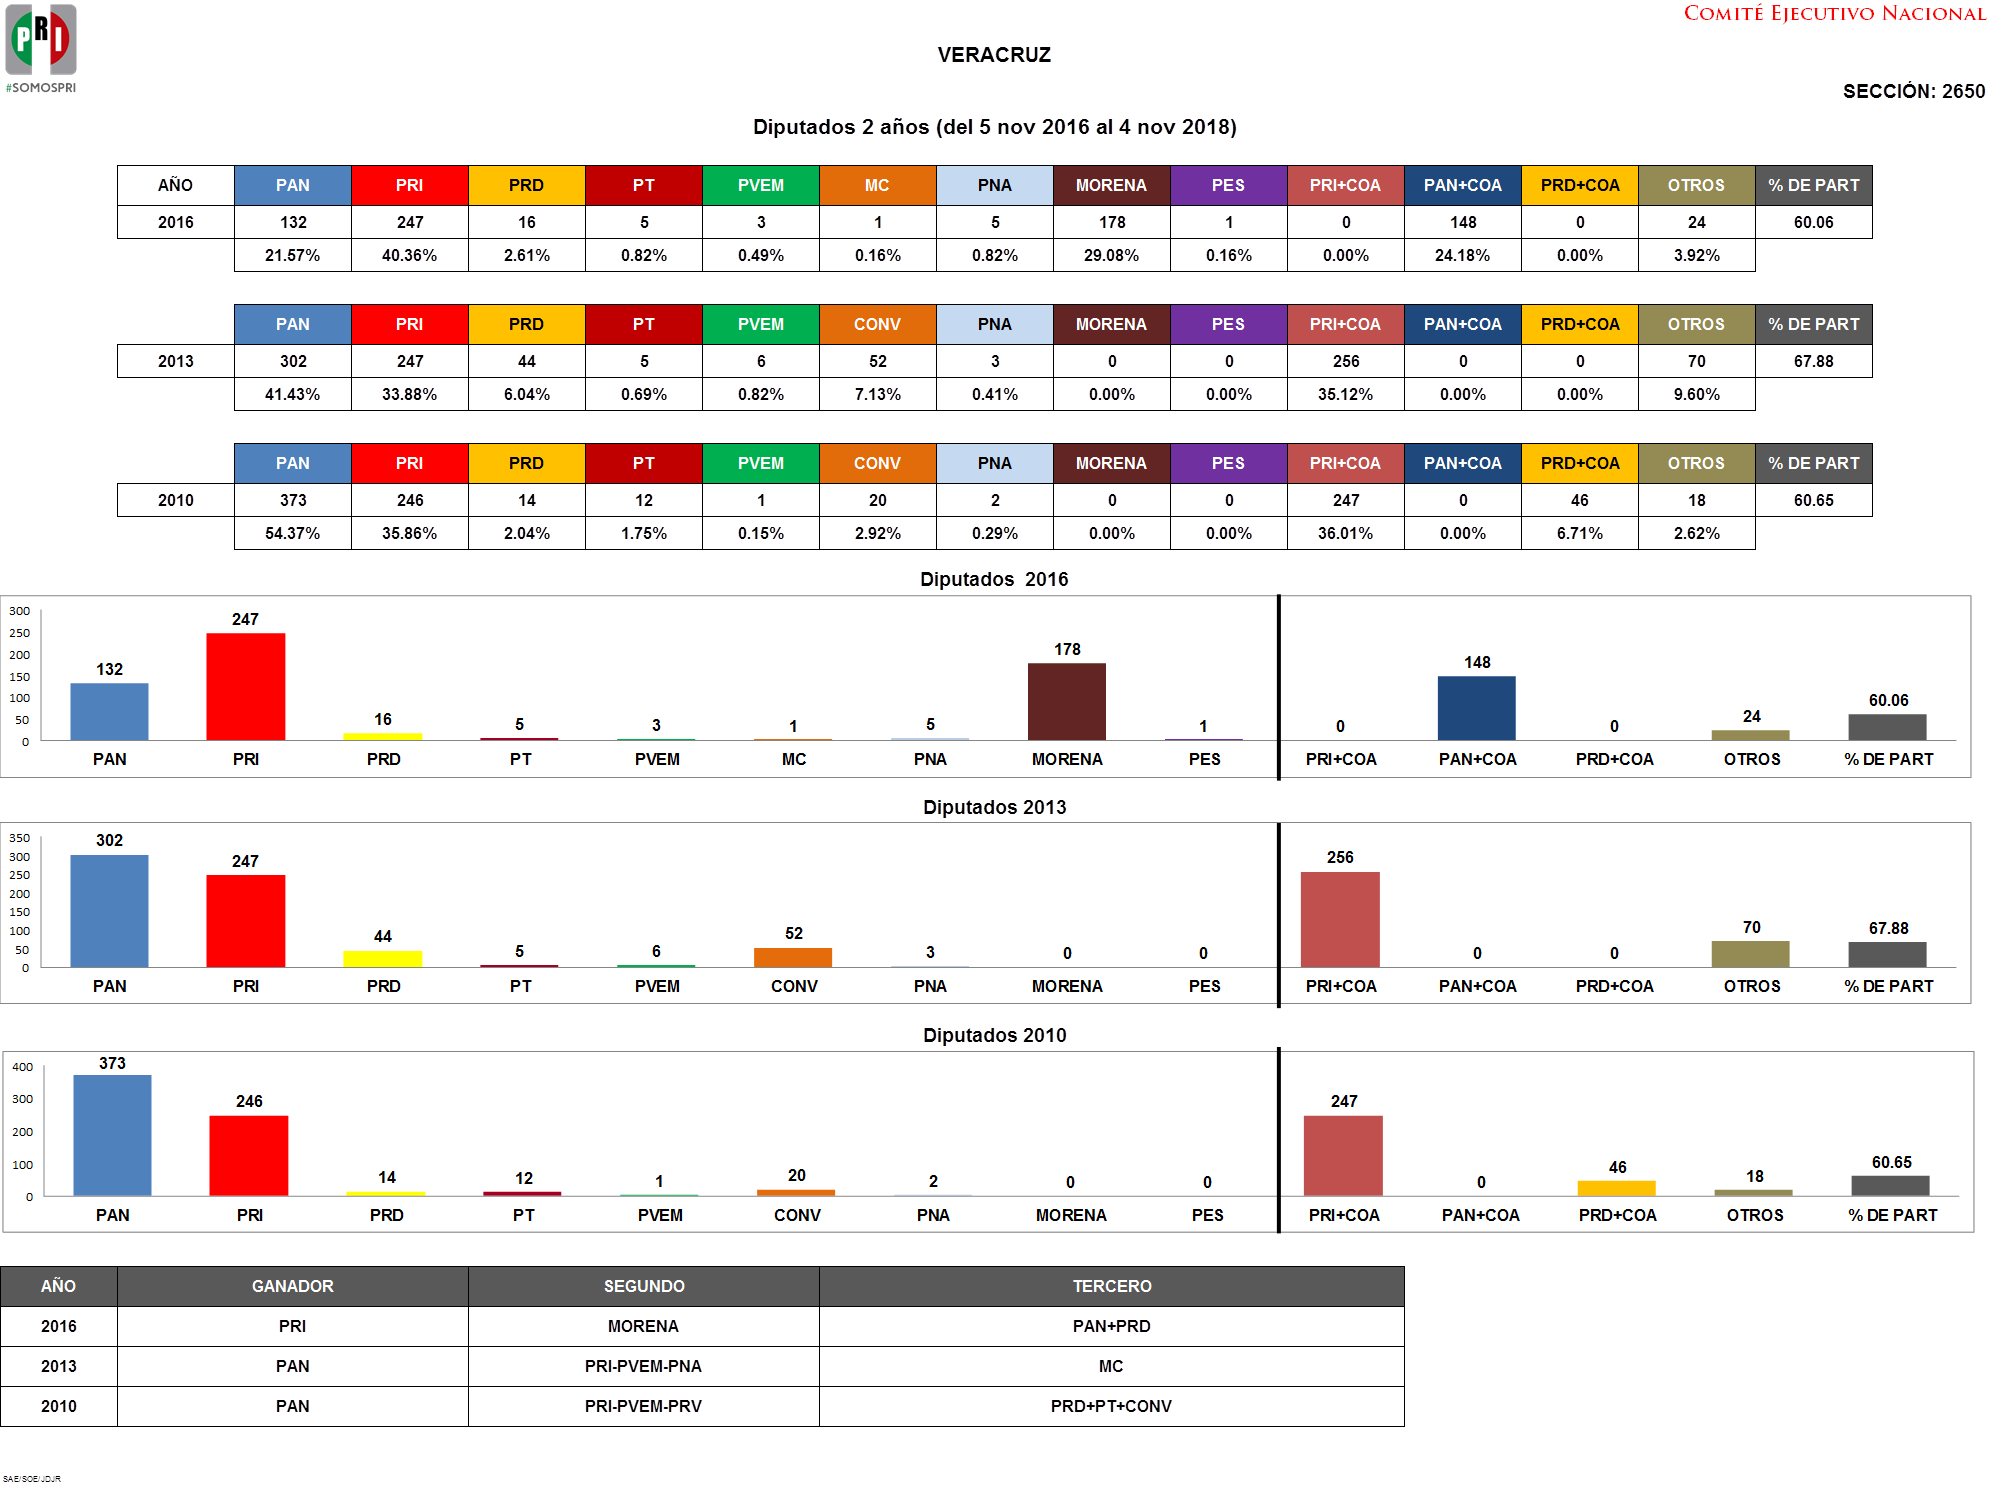 PRI
#SOMOSPRI
COMITÉ EJECUTIVO NACIONAL
VERACRUZ
SECCIÓN: 2650
Diputados 2 años (del 5 nov 2016 al 4 nov 2018)
AÑO PAN PRI PRD PT PVEM MC PNA MORENA PES PRI+COA PAN+COA PRD+COA OTROS % DE PART
2016 132 247 16 5 3 1 5 178 1 0 148 0 24 60.06
21.57% 40.36% 2.61% 0.82% 0.49% 0.16% 0.82% 29.08% 0.16% 0.00% 24.18% 0.00% 3.92%
PAN PRI PRD PT PVEM CONV PNA MORENA PES PRI+COA PAN+COA PRD+COA OTROS % DE PART
2013 302 247 44 5 6 52 3 0 0 256 0 0 70 67.88
41.43% 33.88% 6.04% 0.69% 0.82% 7.13% 0.41% 0.00% 0.00% 35.12% 0.00% 0.00% 9.60%
PAN PRI PRD PT PVEM CONV PNA MORENA PES PRI+COA PAN+COA PRD+COA OTROS % DE PART
2010 373 246 14 12 1 20 2 0 0 247 0 46 18 60.65
54.37% 35.86% 2.04% 1.75% 0.15% 2.92% 0.29% 0.00% 0.00% 36.01% 0.00% 6.71% 2.62%
Diputados 2016
300
250
200
150
100
50
0
132 247 16 5 3 1 5 178 1 0 148 0 24 60.06
PAN PRI PRD PT PVEM MC PNA MORENA PES PRI+COA PAN+COA PRD+COA OTROS % DE PART
Diputados 2013
350
300
250
200
150
100
50
0
302 247 44 5 6 52 3 0 0 256 0 0 70 67.88
PAN PRI PRD PT PVEM CONV PNA MORENA PES PRI+COA PAN+COA PRD+COA OTROS % DE PART
Diputados 2010
400
300
200
100
0
373 246 14 12 1 20 2 0 0 247 0 46 18 60.65
PAN PRI PRD PT PVEM CONV PNA MORENA PES PRI+COA PAN+COA PRD+COA OTROS % DE PART
AÑO GANADOR SEGUNDO TERCERO
2016 PRI MORENA PAN+PRD
2013 PAN PRI-PVEM-PNA MC
2010 PAN PRI-PVEM-PRV PRD+PT+CONV
SAE/SOE/JDJR